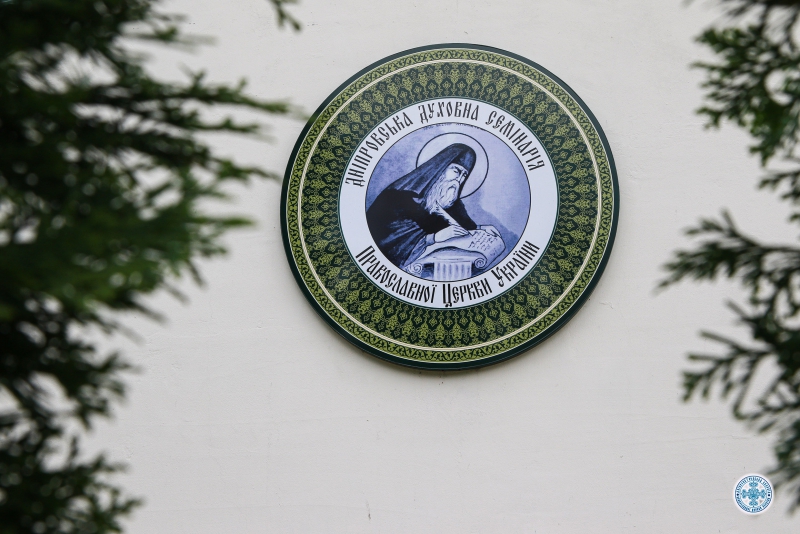 ДНІПРОВСЬКА ДУХОВНА СЕМІНАРІЯ
ПРАВОСЛАВНОЇ ЦЕРКВИ УКРАЇНИ